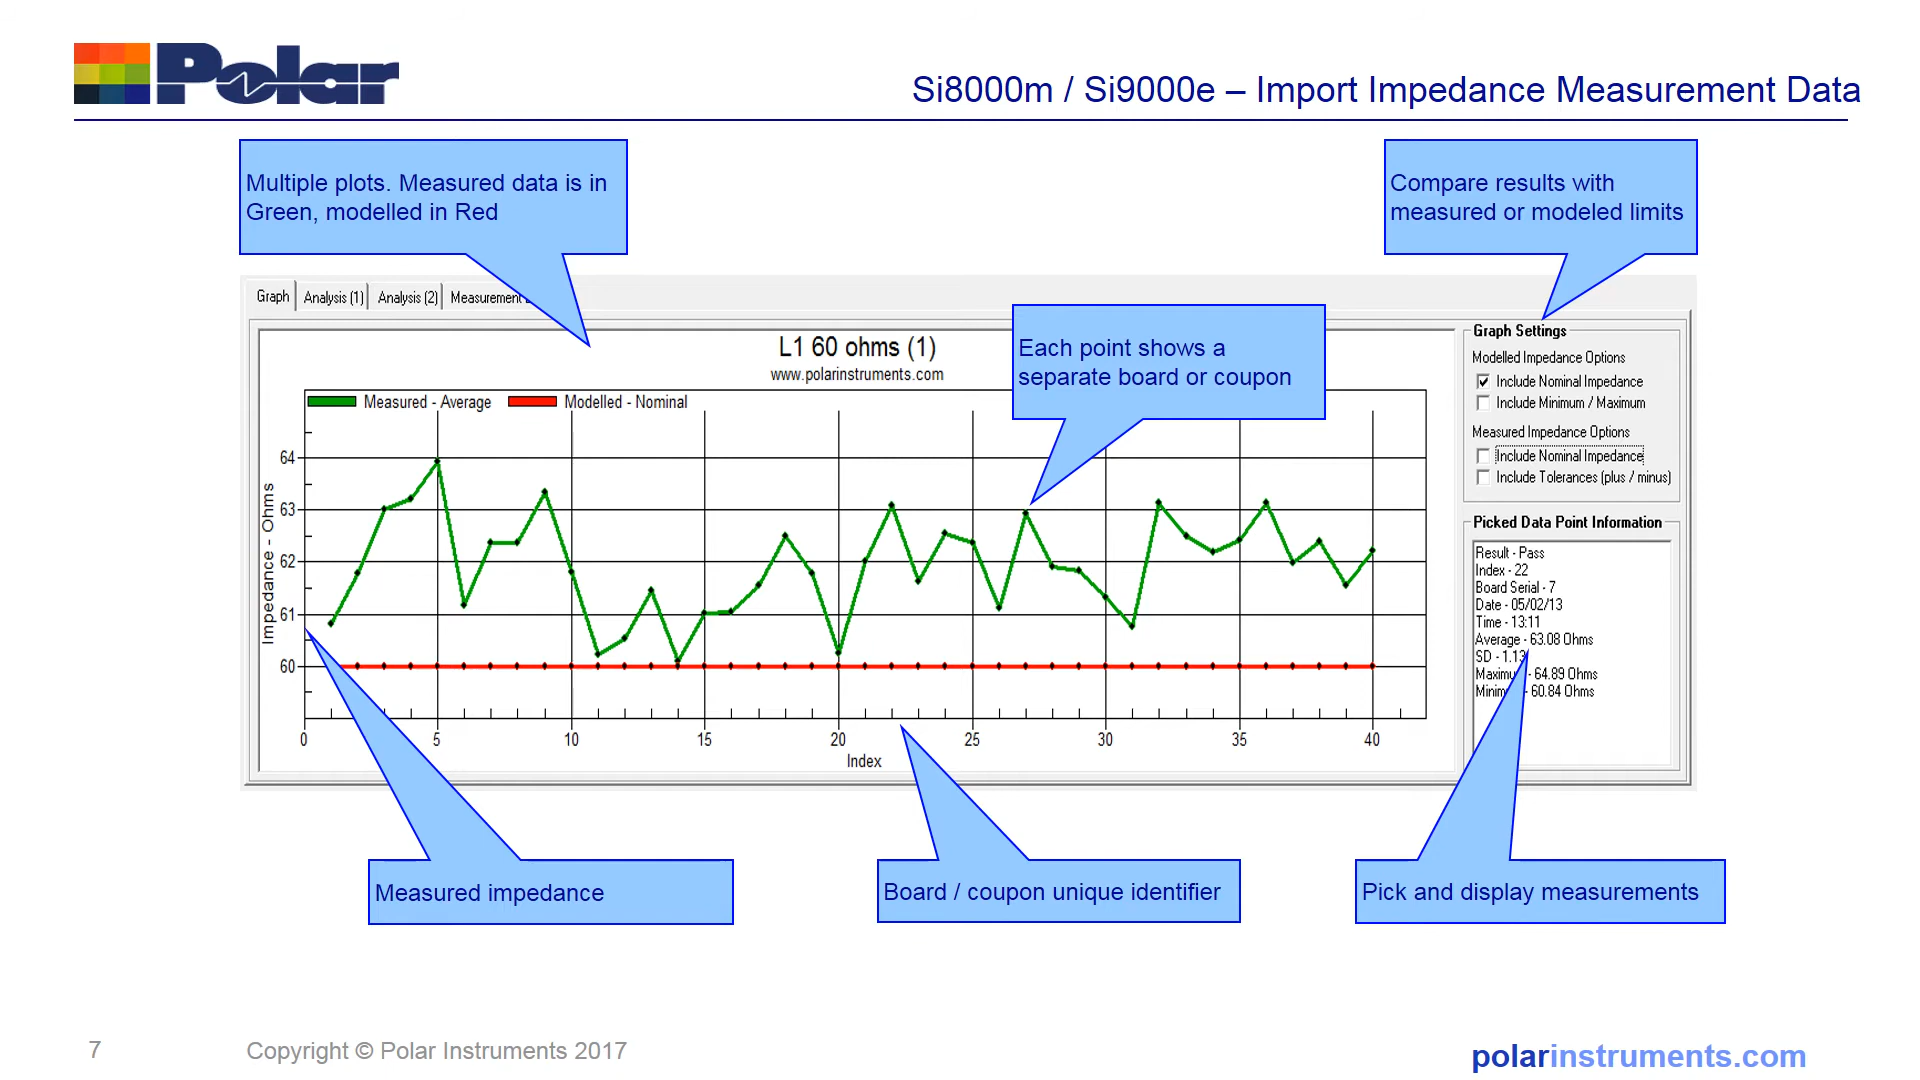 Polar
Si8000m / Si9000e – Import Impedance Measurement Data
Multiple plots. Measured data is in
Green, modelled in Red
Compare results with
measured or modeled limits
Graph
Analysis (1)
Analysis (2)
Measurement
Each point shows a
separate board or coupon
L1 60 ohms (1)
www.polarinstruments.com
Measured - Average
Modelled - Nominal
Impedance - Ohms
64
63
62
61
60
0
5
10
15
20
25
30
35
40
Index
Graph Settings
Modelled Impedance Options
Include Nominal Impedance
Include Minimum / Maximum
Measured Impedance Options
Include Nominal Impedance
Include Tolerances (plus / minus)
Picked Data Point Information
Result - Pass
Index - 22
Board Serial - 7
Date - 05/02/13
Time - 13:11
Average - 63.08 Ohms
SD - 1.13
Maximu - 64.89 Ohms
Minim - 60.84 Ohms
Measured impedance
Board / coupon unique identifier
Pick and display measurements
7
Copyright © Polar Instruments 2017
polarinstruments.com